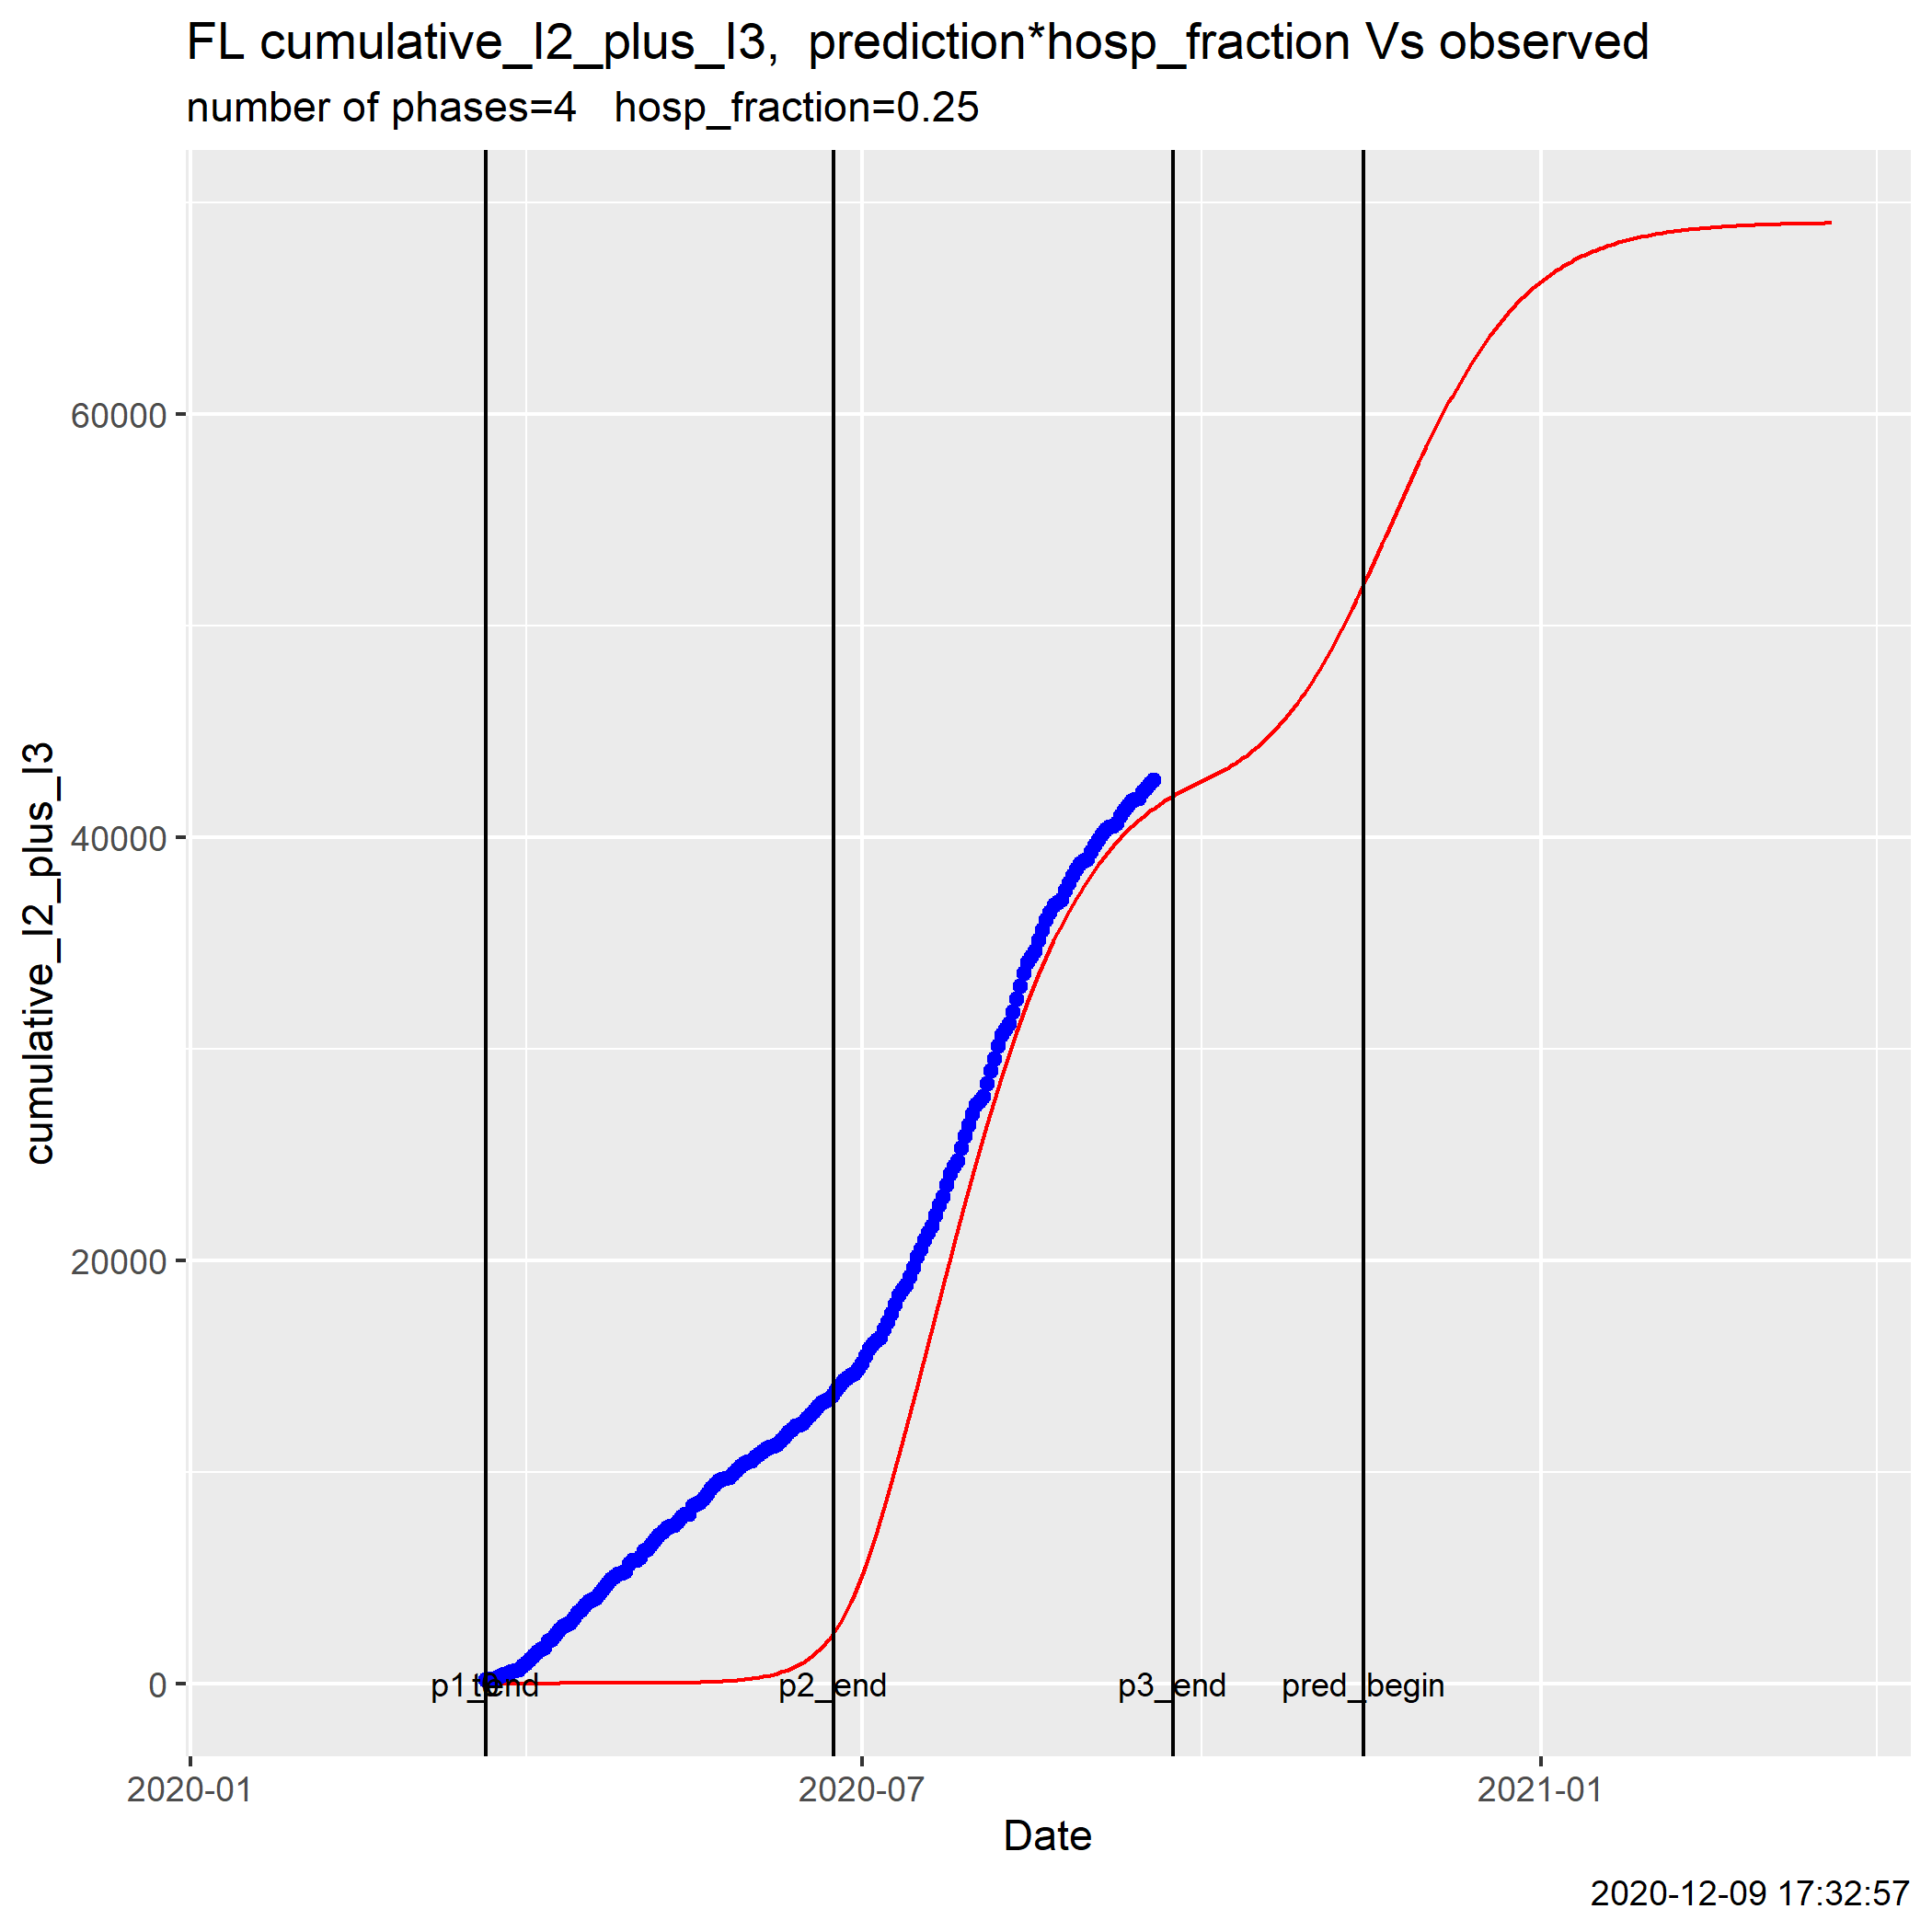 FL cumulative_I2_plus_I3,  prediction*hosp_fraction Vs observed
number of phases=4   hosp_fraction=0.25
cumulative_I2_plus_I3
60000
40000
20000
0
p1_end
p2_end
p3_end
pred_begin
2020-01
2020-07
2021-01
Date
2020-12-09 17:32:57